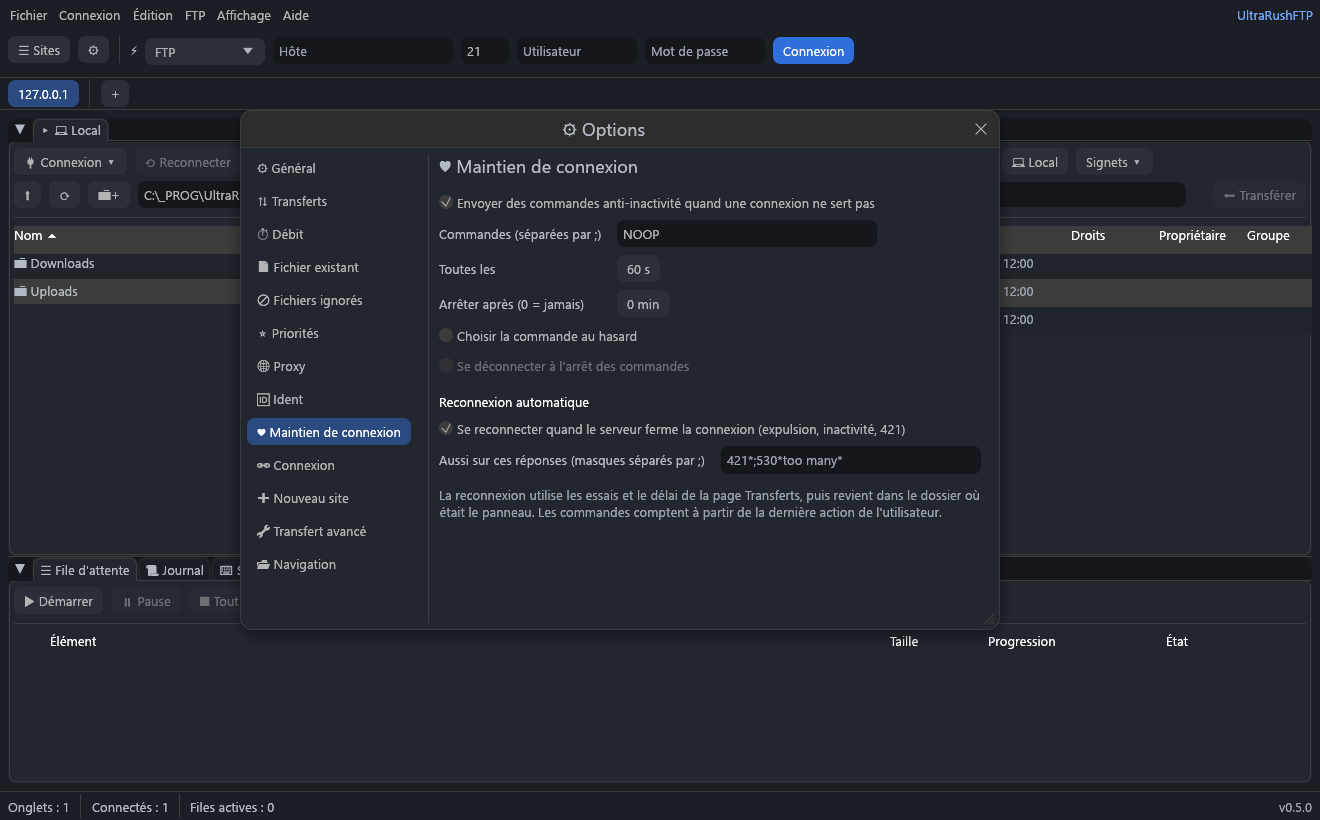 Fichier Connexion Édition FTP Affichage Aide UltraRushFTP
Sites FTP Hôte 21 Utilisateur Mot de passe Connexion
127.0.0.1 +
Local
Connexion Reconnecter Local Signets
C:\_PROG\UltraR Transférer
Nom Droits Propriétaire Groupe
Downloads 12:00
Uploads 12:00
12:00
Options
Général
Transferts
Débit
Fichier existant
Fichiers ignorés
Priorités
Proxy
Ident
Maintien de connexion
Connexion
Nouveau site
Transfert avancé
Navigation
Maintien de connexion
Envoyer des commandes anti-inactivité quand une connexion ne sert pas
Commandes (séparées par ;) NOOP
Toutes les 60 s
Arrêter après (0 = jamais) 0 min
Choisir la commande au hasard
Se déconnecter à l'arrêt des commandes
Reconnexion automatique
Se reconnecter quand le serveur ferme la connexion (expulsion, inactivité, 421)
Aussi sur ces réponses (masques séparés par ;) 421*;530*too many*
La reconnexion utilise les essais et le délai de la page Transferts, puis revient dans le dossier où
était le panneau. Les commandes comptent à partir de la dernière action de l'utilisateur.
File d'attente Journal S
Démarrer Pause Tout
Élément Taille Progression État
Onglets : 1 Connectés : 1 Files actives : 0 v0.5.0